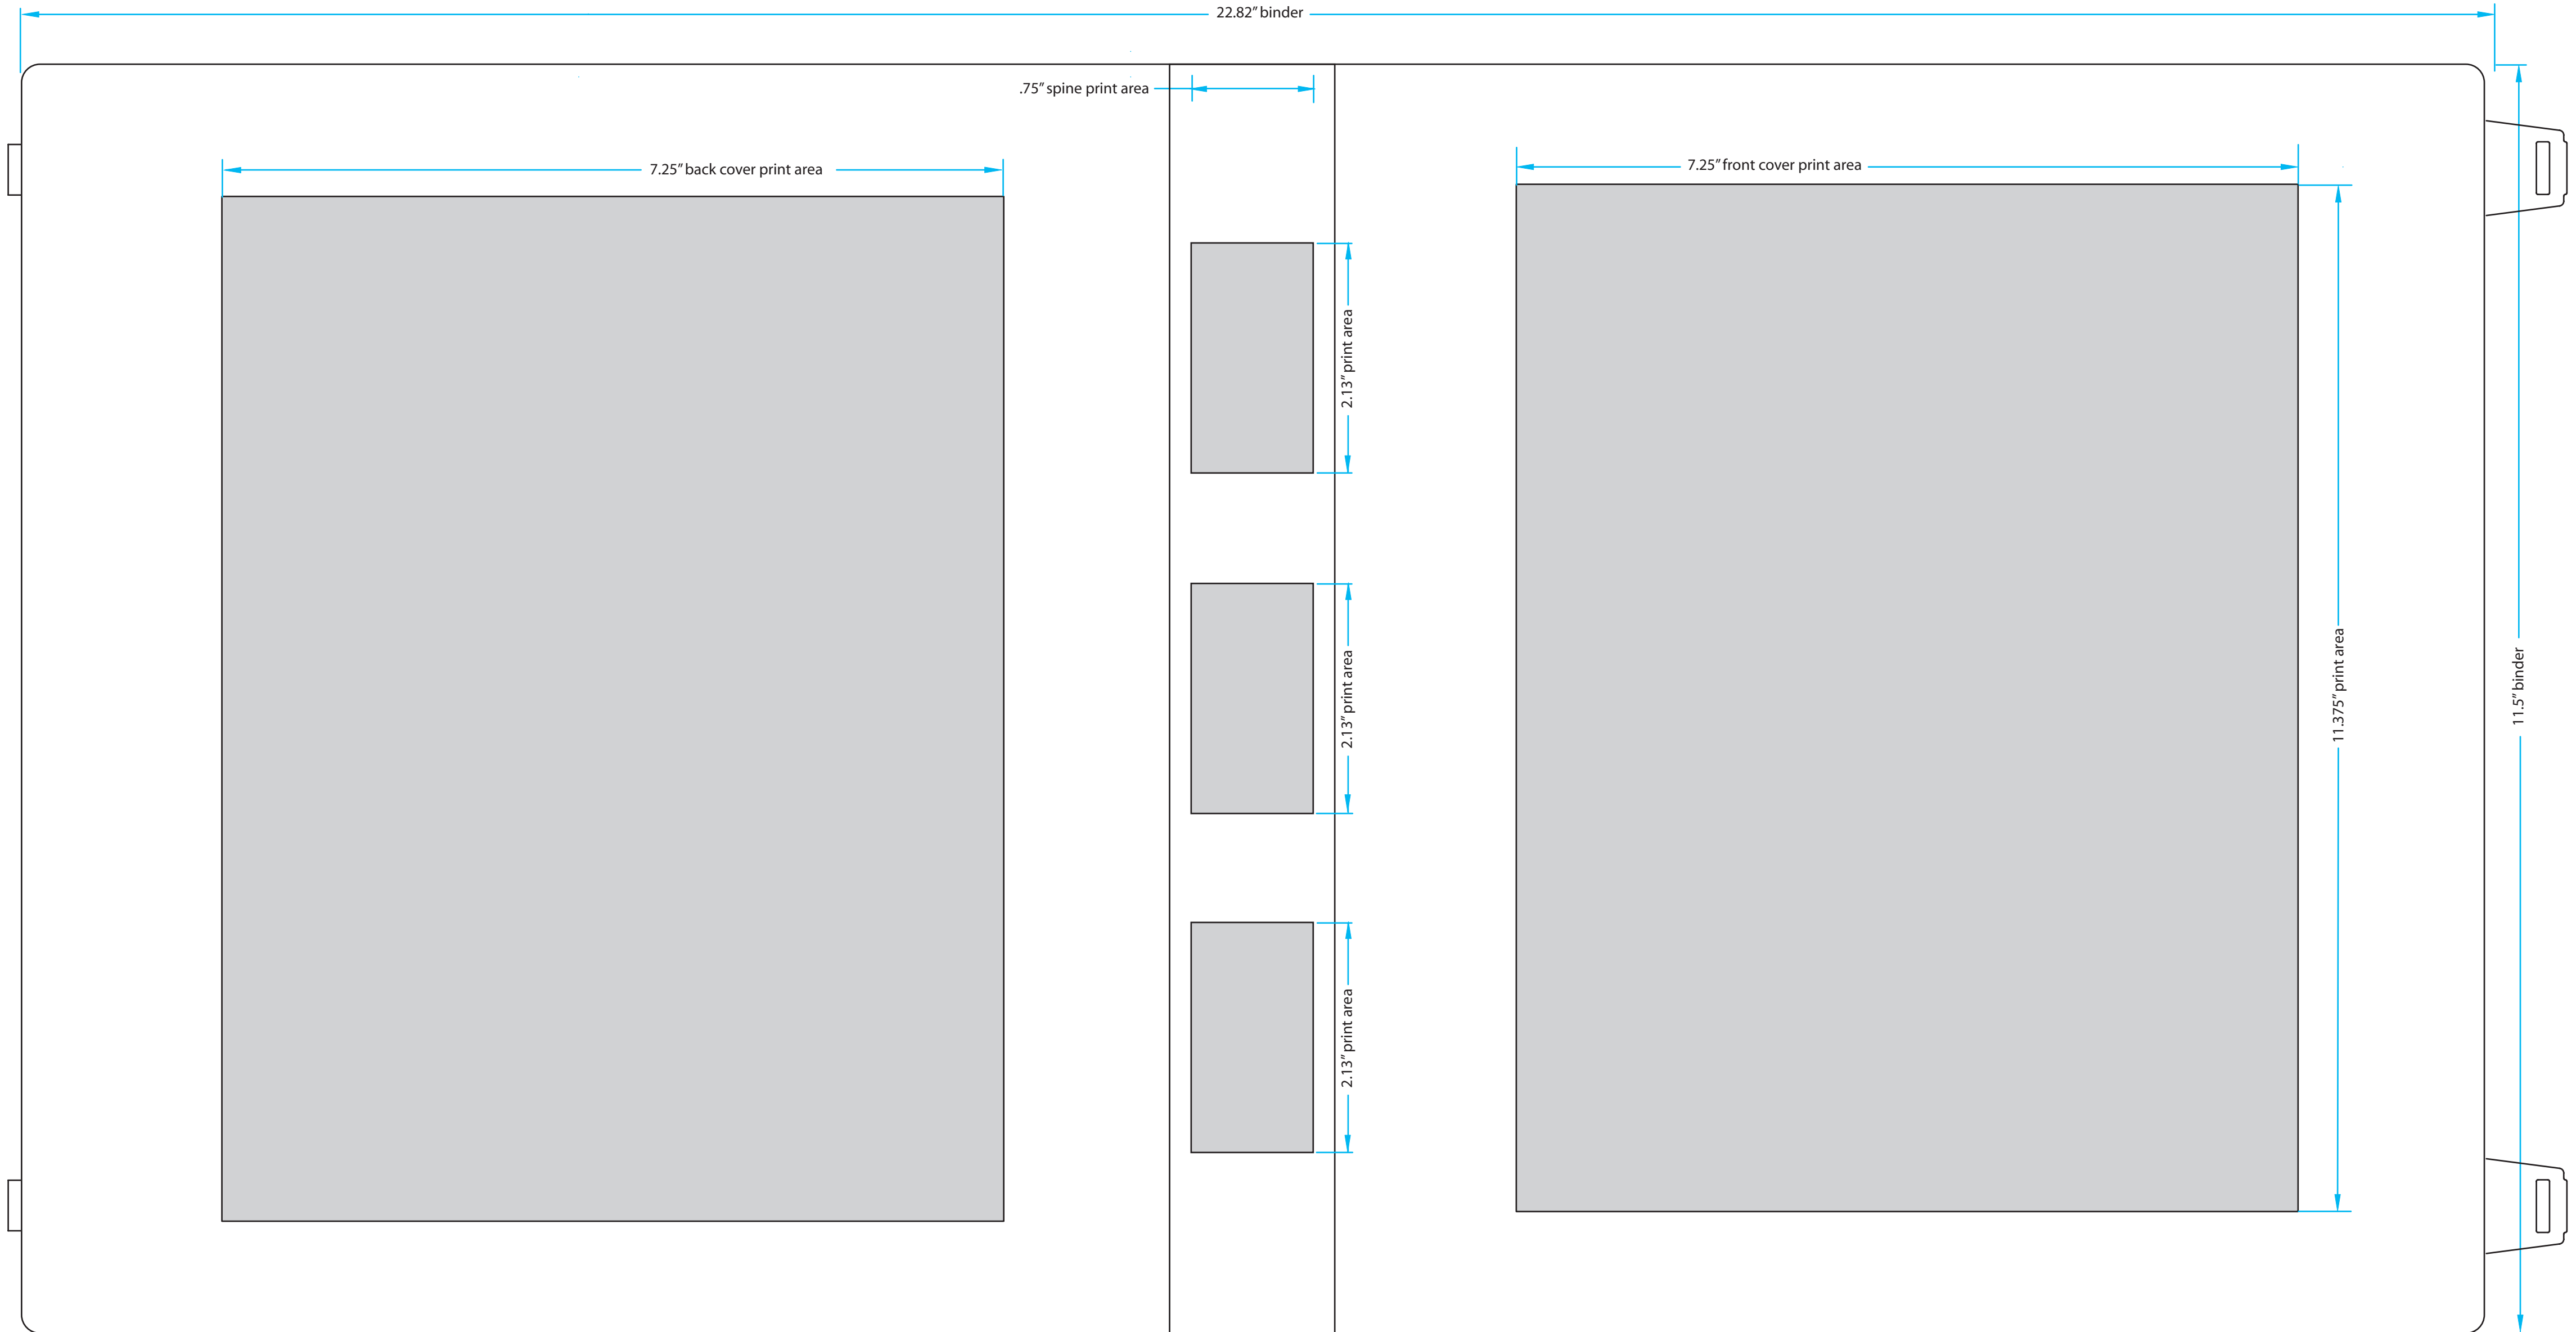 22.82” binder
.75” spine print area
7.25” back cover print area
7.25” front cover print area
2.13” print area
2.13” print area
2.13” print area
11.375” print area
11.5” binder